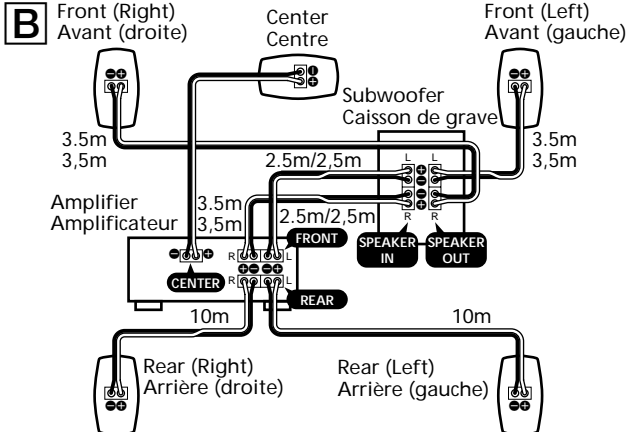 B
Front (Right)
Avant (droite)
Center
Centre
Front (Left)
Avant (gauche)
Subwoofer
Caisson de grave
3.5m
3,5m
3.5m
3,5m
2.5m/2,5m
L L
R R
Amplifier
Amplificateur
3.5m
3,5m
2.5m/2,5m
FRONT
SPEAKER
IN
SPEAKER
OUT
R L
CENTER
R L
REAR
10m
10m
Rear (Right)
Arrière (droite)
Rear (Left)
Arrière (gauche)